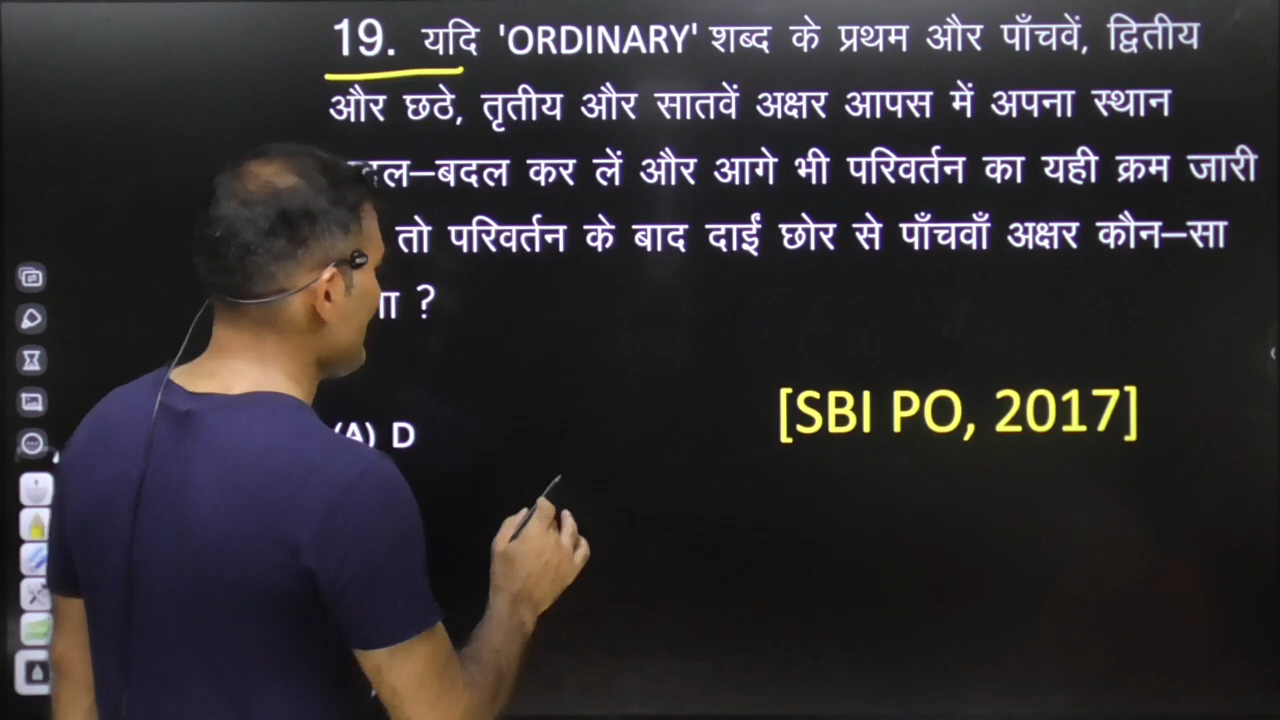 19. यदि 'ORDINARY' शब्द के प्रथम और पाँचवें, द्वितीय
और छठे, तृतीय और सातवें अक्षर आपस में अपना स्थान
बदल–बदल कर लें और आगे भी परिवर्तन का यही क्रम जारी
तो परिवर्तन के बाद दाईं छोर से पाँचवाँ अक्षर कौन–सा
?
[SBI PO, 2017]
(A) D